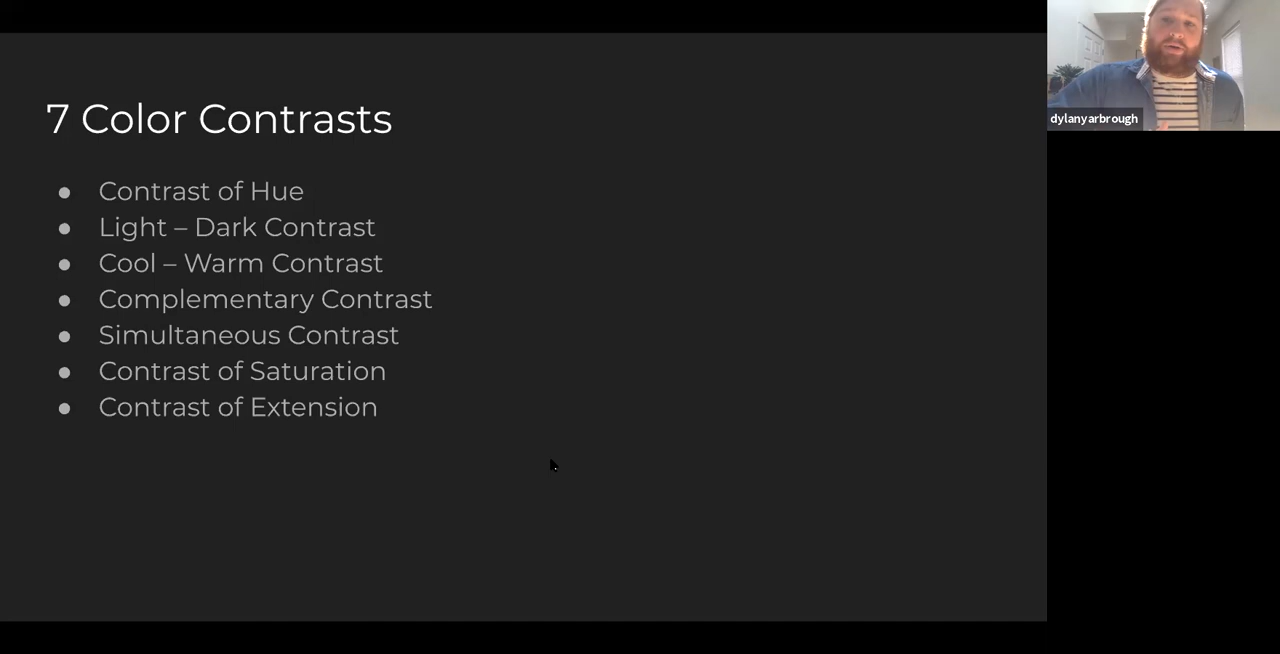 7 Color Contrasts
● Contrast of Hue
● Light – Dark Contrast
● Cool – Warm Contrast
● Complementary Contrast
● Simultaneous Contrast
● Contrast of Saturation
● Contrast of Extension
dylanyarbrough